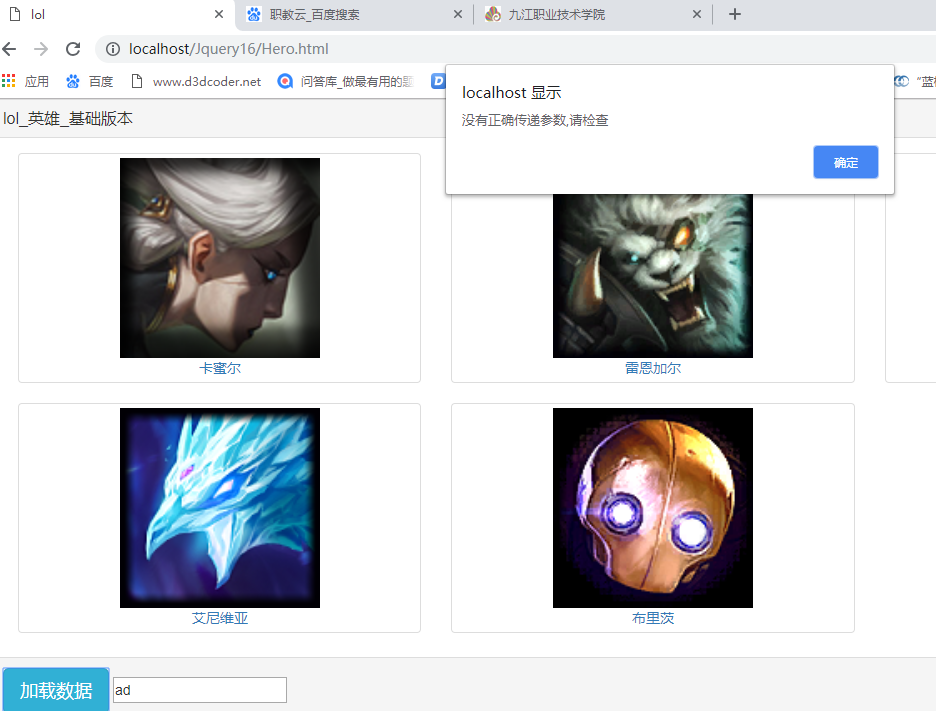 lol
职教云_百度搜索
九江职业技术学院
localhost/Jquery16/Hero.html
应用
百度
www.d3dcoder.net
问答库_做最有用的
D
"蓝
localhost 显示
没有正确传递参数,请检查
确定
lol_英雄_基础版本
卡蜜尔
雷恩加尔
艾尼维亚
布里茨
加载数据
ad